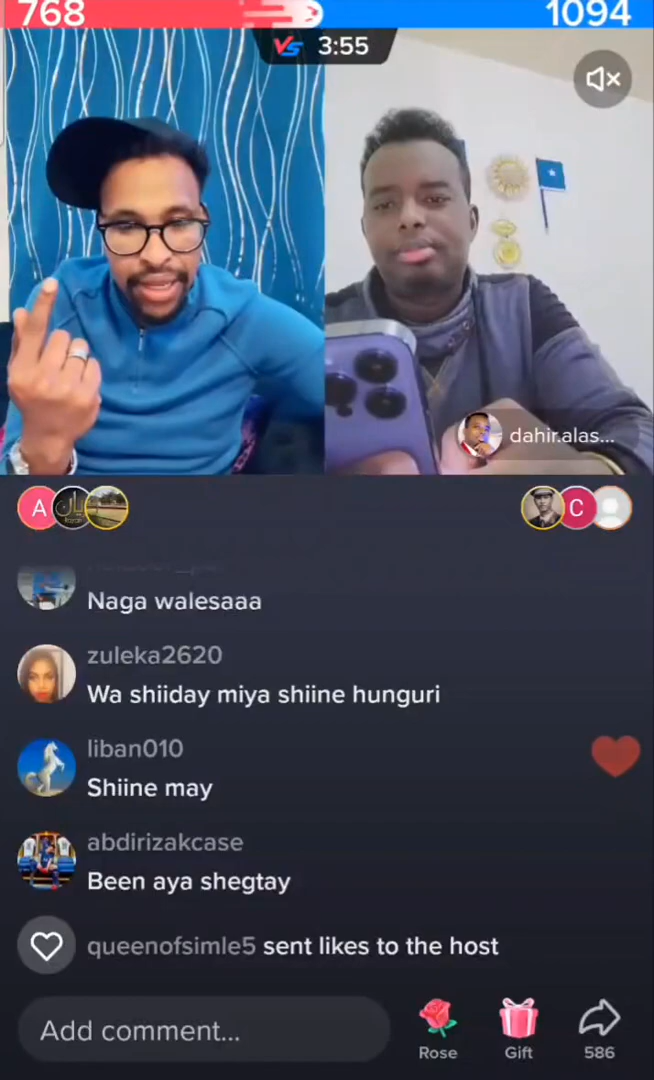 768
1094
VS 3:55
dahir.alas...
A
C
Naga walesaaa
zuleka2620
Wa shiiday miya shiine hunguri
liban010
Shiine may
abdirizakcase
Been aya shegtay
queenofsimle5 sent likes to the host
Add comment...
Rose
Gift
586